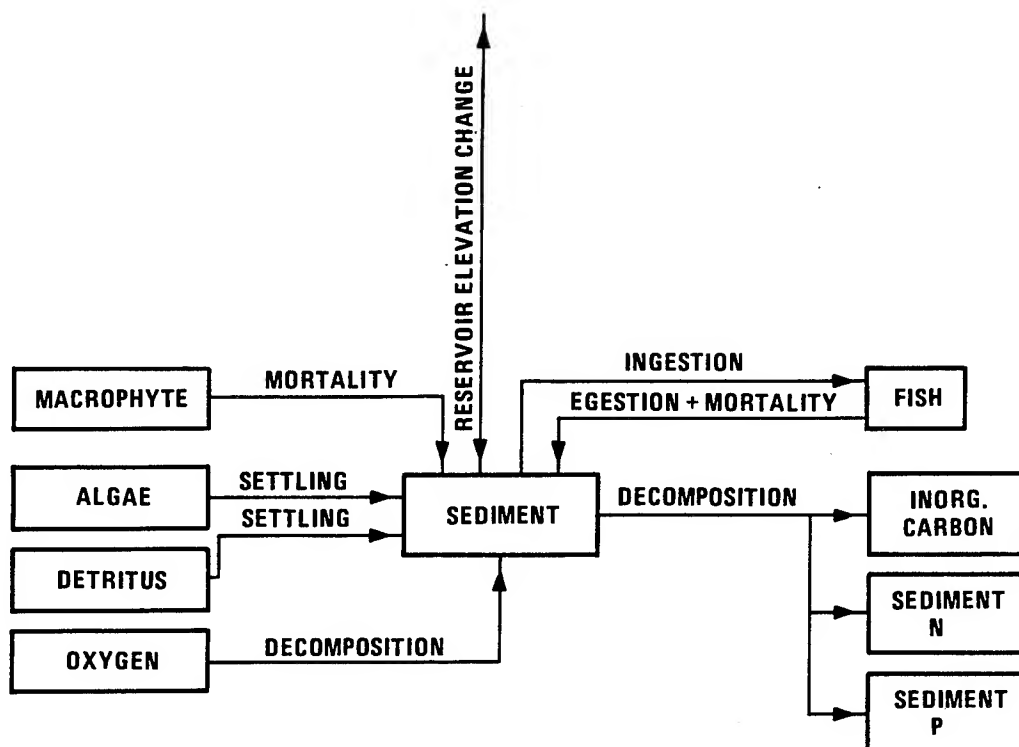 RESERVOIR ELEVATION CHANGE
MACROPHYTE
MORTALITY
INGESTION
EGESTION + MORTALITY
FISH
ALGAE
SETTLING
SETTLING
DETRITUS
SEDIMENT
DECOMPOSITION
INORG.
CARBON
OXYGEN
DECOMPOSITION
SEDIMENT
N
SEDIMENT
P